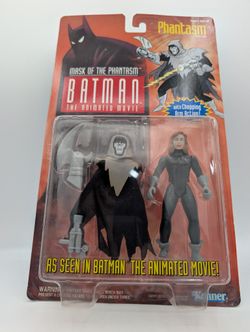 Phantasm
MASK OF THE PHANTASM
BATMAN
THE ANIMATED MOVIE
with Chopping
Arm Action!
AS SEEN IN BATMAN: THE ANIMATED MOVIE!
Kenner